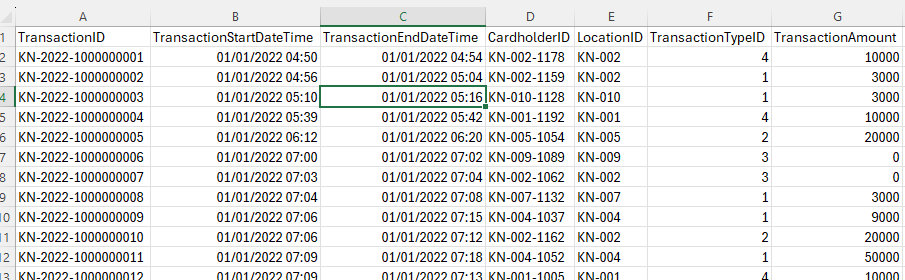 A B C D E F G
1 TransactionID TransactionStartDateTime TransactionEndDateTime CardholderID LocationID TransactionTypeID TransactionAmount
2 KN-2022-1000000001 01/01/2022 04:50 01/01/2022 04:54 KN-002-1178 KN-002 4 10000
3 KN-2022-1000000002 01/01/2022 04:56 01/01/2022 05:04 KN-002-1159 KN-002 1 3000
4 KN-2022-1000000003 01/01/2022 05:10 01/01/2022 05:16 KN-010-1128 KN-010 1 3000
5 KN-2022-1000000004 01/01/2022 05:39 01/01/2022 05:42 KN-001-1192 KN-001 4 10000
6 KN-2022-1000000005 01/01/2022 06:12 01/01/2022 06:20 KN-005-1054 KN-005 2 20000
7 KN-2022-1000000006 01/01/2022 07:00 01/01/2022 07:02 KN-009-1089 KN-009 3 0
8 KN-2022-1000000007 01/01/2022 07:03 01/01/2022 07:04 KN-002-1062 KN-002 3 0
9 KN-2022-1000000008 01/01/2022 07:04 01/01/2022 07:08 KN-007-1132 KN-007 1 3000
10 KN-2022-1000000009 01/01/2022 07:06 01/01/2022 07:15 KN-004-1037 KN-004 1 9000
11 KN-2022-1000000010 01/01/2022 07:06 01/01/2022 07:12 KN-002-1162 KN-002 2 20000
12 KN-2022-1000000011 01/01/2022 07:09 01/01/2022 07:18 KN-004-1052 KN-004 1 50000
13 KN-2022-1000000012 01/01/2022 07:09 01/01/2022 07:13 KN-001-1005 KN-001 4 10000